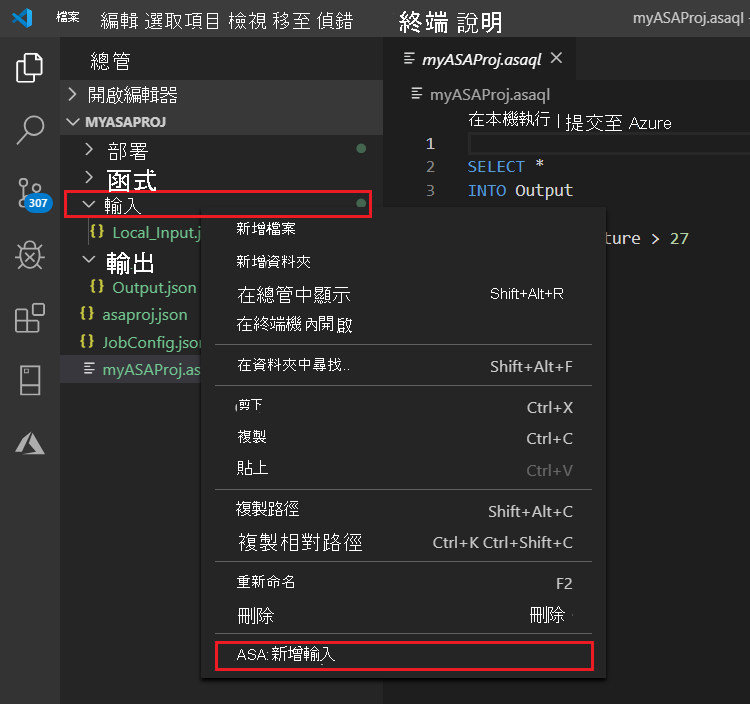 檔案 編輯 選取項目 檢視 移至 偵錯 終端 說明 myASAProj.asaql
總管
開啟編輯器
MYASAPROJ
部署
函式
307
輸入
Local_Input.j
輸出
Output.json
asaproj.json
JobConfig.json
myASAProj.as
myASAProj.asaql
myASAProj.asaql
在本機執行 | 提交至 Azure
1
2 SELECT *
3 INTO Output
ture > 27
新增檔案
新增資料夾
在總管中顯示 Shift+Alt+R
在終端機內開啟
在資料夾中尋找.. Shift+Alt+F
剪下 Ctrl+X
複製 Ctrl+C
貼上 Ctrl+V
複製路徑 Shift+Alt+C
複製相對路徑 Ctrl+K Ctrl+Shift+C
重新命名 F2
刪除 刪除
ASA:新增輸入